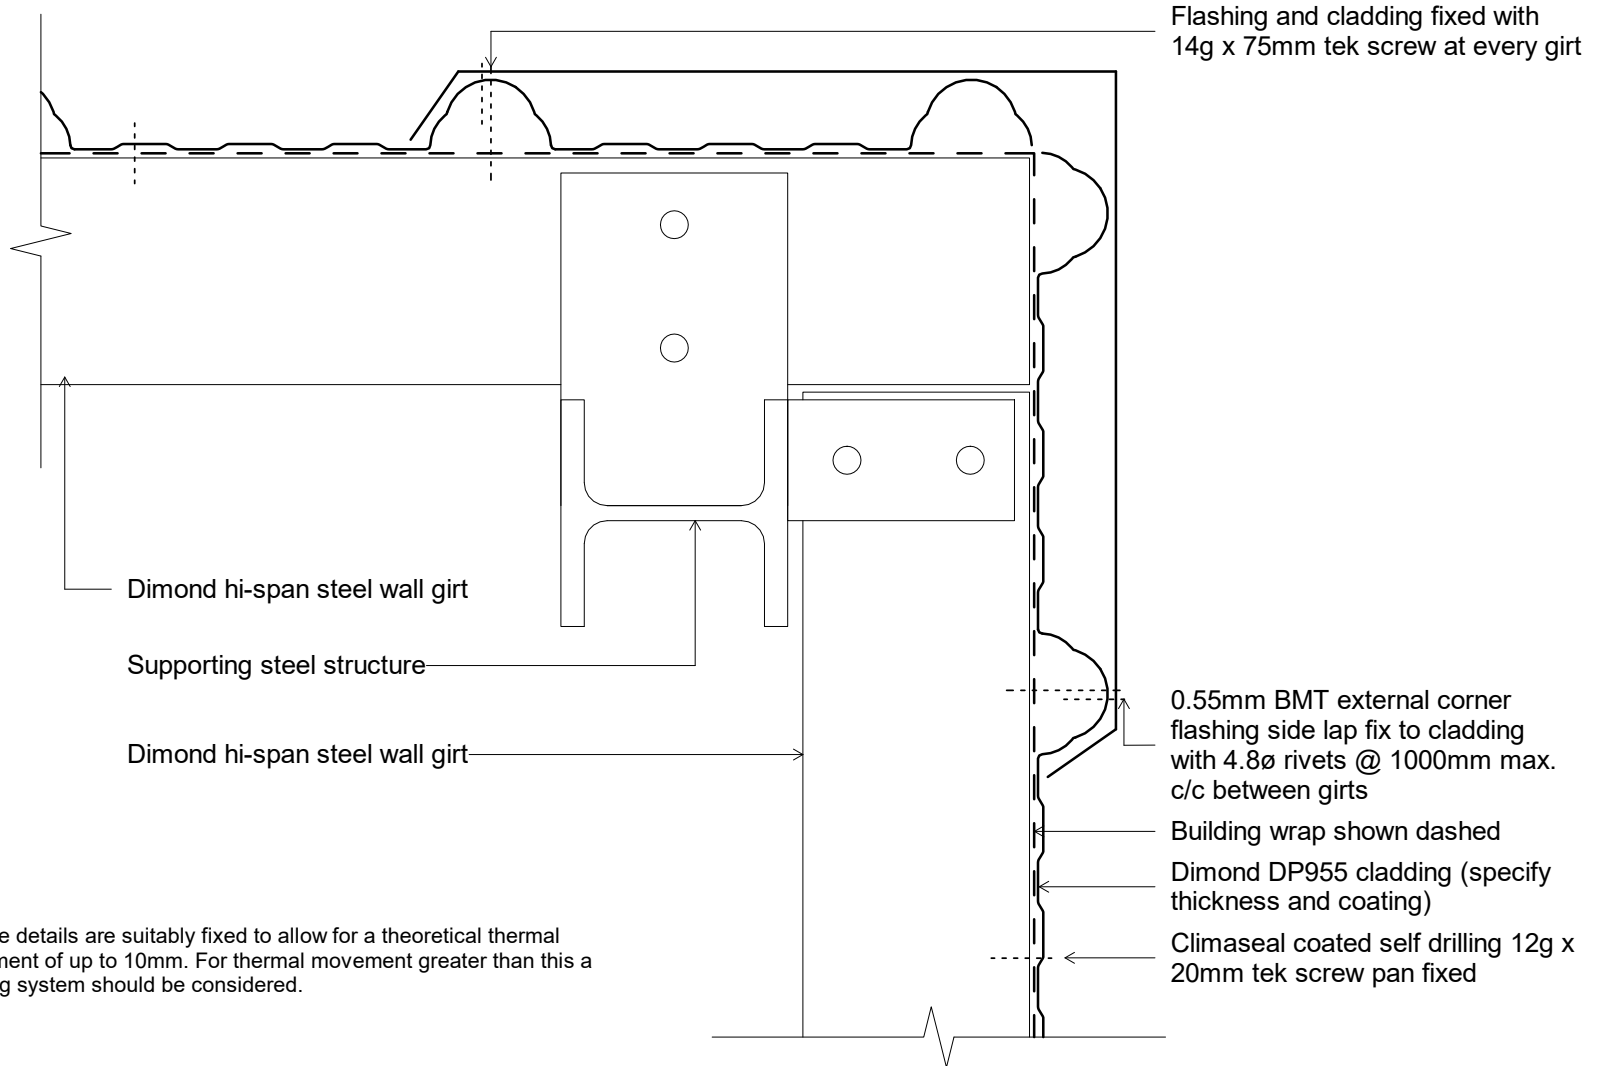 Flashing and cladding fixed with
14g x 75mm tek screw at every girt
Dimond hi-span steel wall girt
Supporting steel structure
Dimond hi-span steel wall girt
0.55mm BMT external corner
flashing side lap fix to cladding
with 4.8ø rivets @ 1000mm max.
c/c between girts
Building wrap shown dashed
Dimond DP955 cladding (specify
thickness and coating)
Climaseal coated self drilling 12g x
20mm tek screw pan fixed
details are suitably fixed to allow for a theoretical thermal
of up to 10mm. For thermal movement greater than this a
system should be considered.